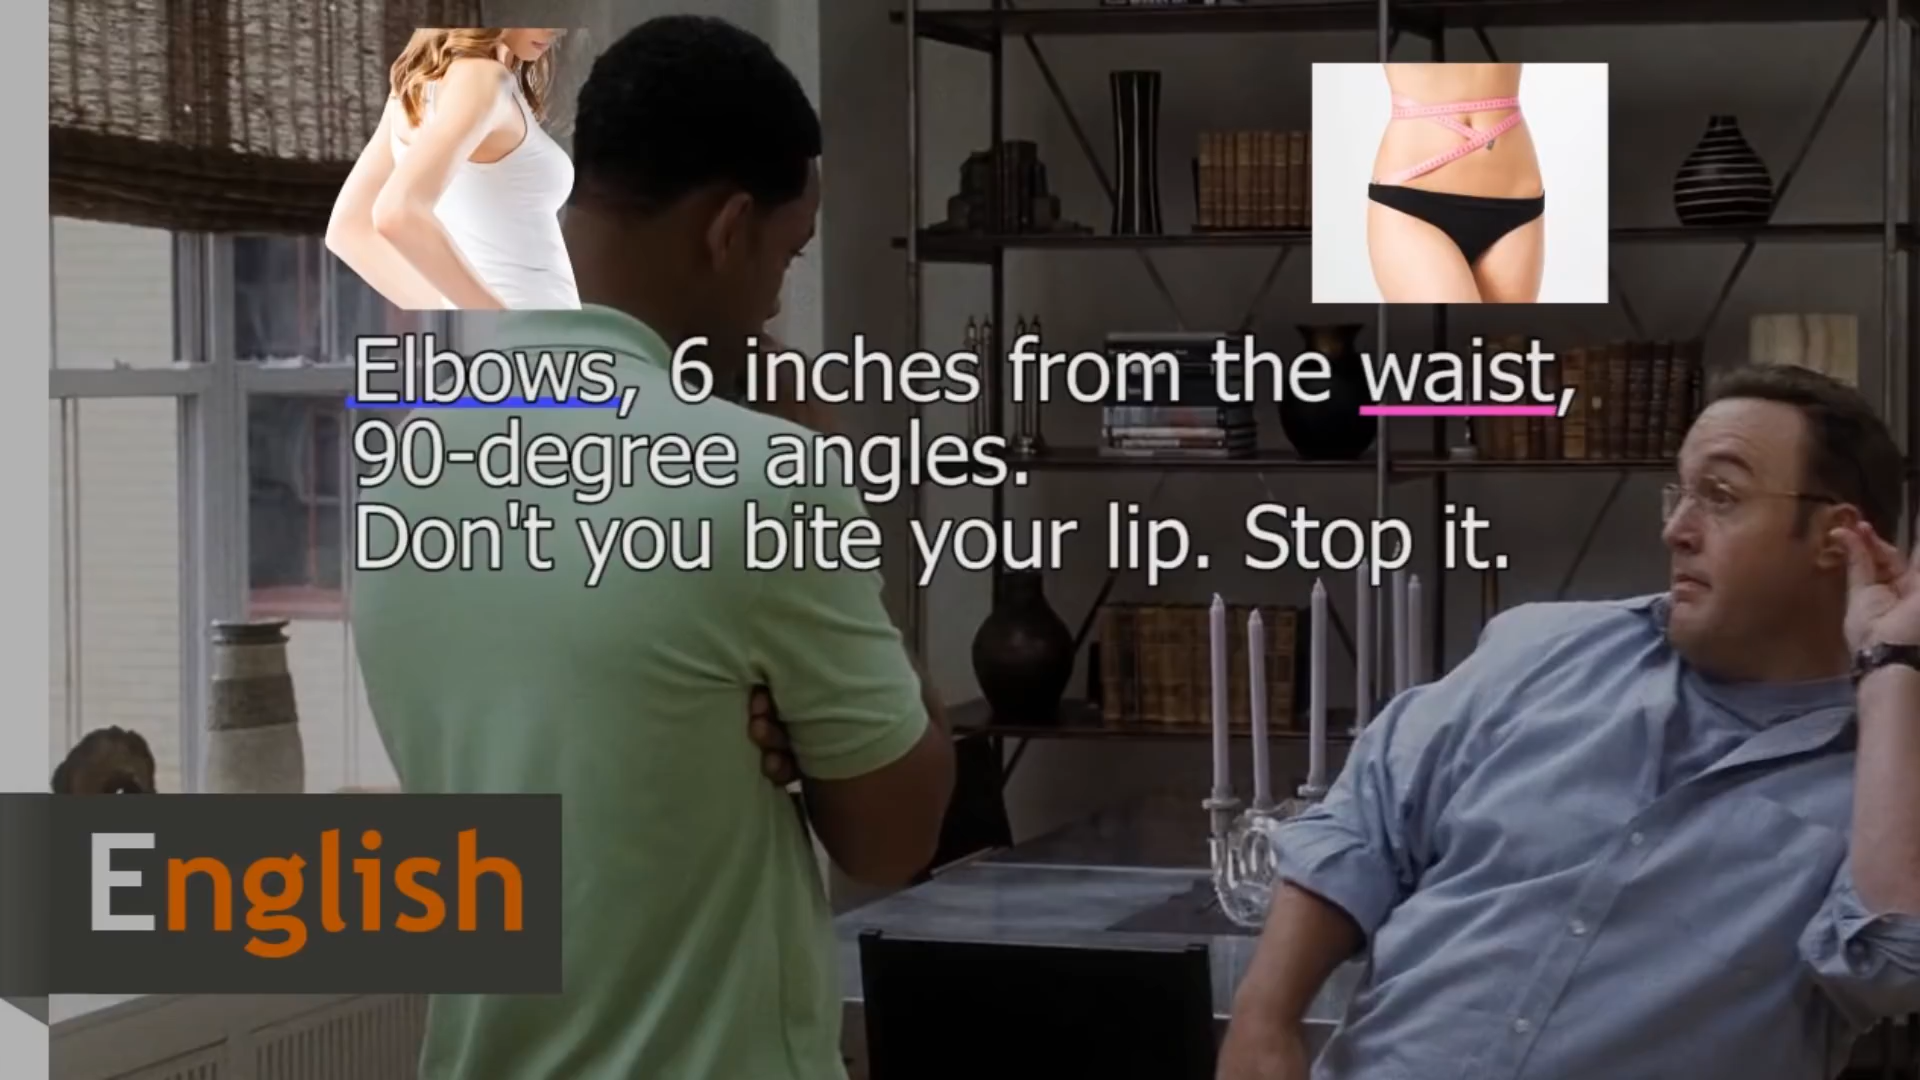 Elbows, 6 inches from the waist,
90-degree angles.
Don't you bite your lip. Stop it.
English